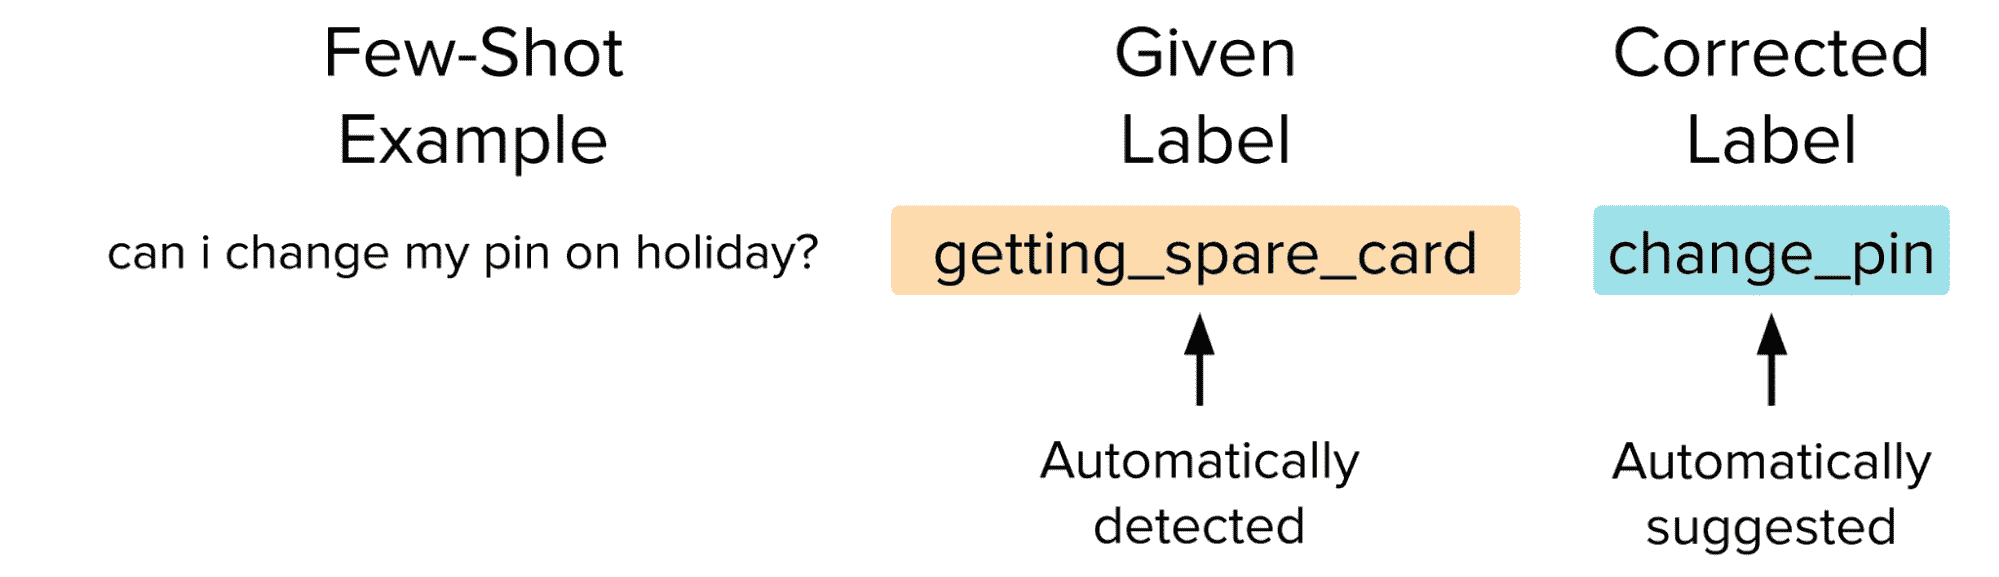 Few-Shot
Example
Given
Label
Corrected
Label
can i change my pin on holiday?
getting_spare_card
change_pin
Automatically
detected
Automatically
suggested